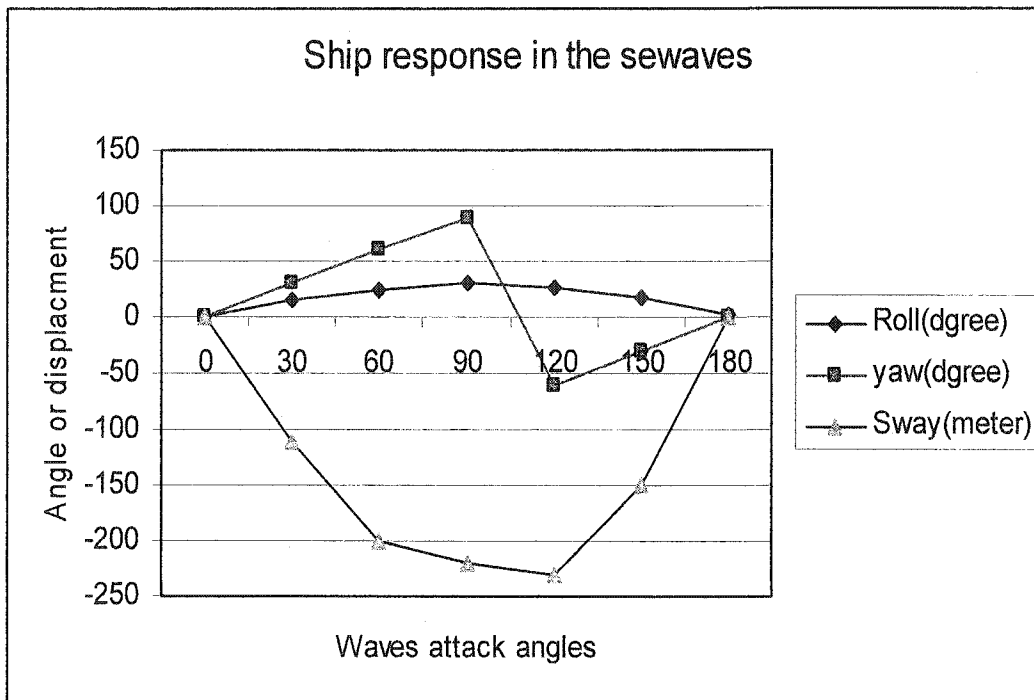 Ship response in the sewaves
150
100
50
0
-50
-100
-150
-200
-250
Angle or displacment
0 30 60 90 120 150 180
Waves attack angles
Roll(dgree)
yaw(dgree)
Sway(meter)